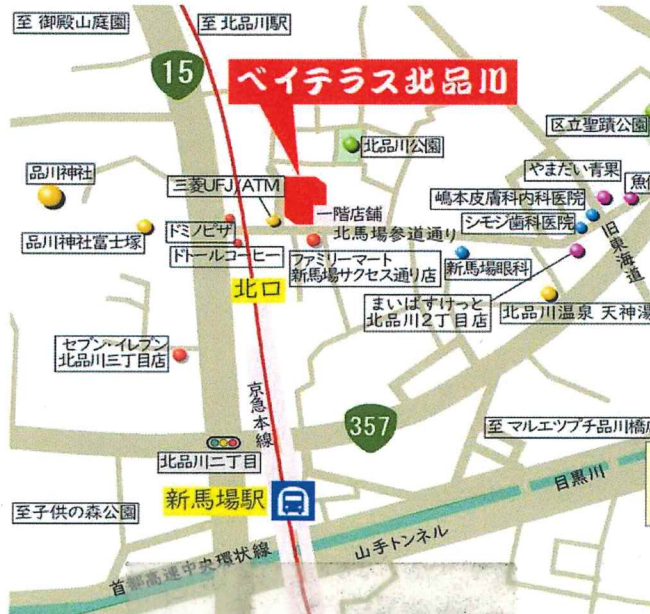 至 御殿山庭園
至 北品川駅
15
ベイテラス北品川
区立聖蹟公園
北品川公園
やまだい青果
品川神社
三菱UFJ/ATM
嶋本皮膚科内科医院
一階店舗
シモジ歯科医院
ドミノピザ
北馬場参道通り
品川神社富士塚
ドトールコーヒー
ファミリーマート
新馬場サクセス通り店
新馬場眼科
旧東海道
北口
まいばすけっと
北品川2丁目店
北品川温泉 天神湯
セブン-イレブン
北品川三丁目店
京急本線
357
至 マルエツプチ品川橋
北品川二丁目
新馬場駅
目黒川
至子供の森公園
山手トンネル
首都高速中央環状線